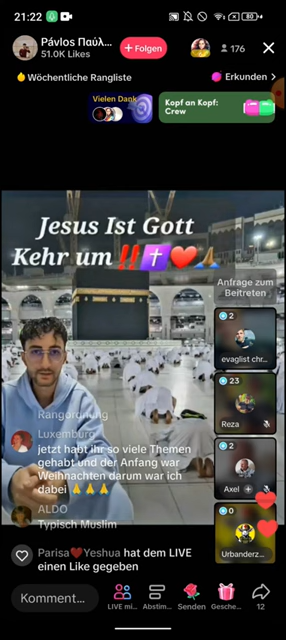 21:22
Pávlos Παύλ...
51.0K Likes
+ Folgen
176
Wöchentliche Rangliste
Erkunden >
Vielen Dank
Kopf an Kopf:
Crew
Jesus Ist Gott
Kehr um ‼️✝️❤️🙏
Anfrage zum
Beitreten
2
evaglist chr...
23
Reza
2
Axel +
0
Urbanderz...
Rangordnung
Luxemburg
jetzt habt ihr so viele Themen
gehabt und der Anfang war
Weihnachten darum war ich
dabei 🙏🙏🙏
ALDO
Typisch Muslim
Parisa❤️Yeshua hat dem LIVE
einen Like gegeben
Komment...
LIVE mi...
Abstim...
Senden
Gesche...
12